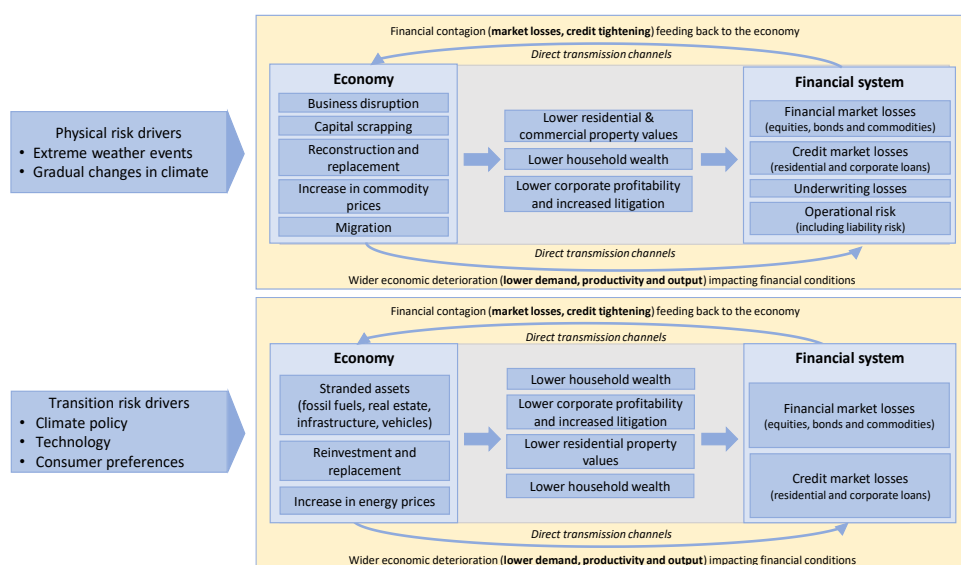 Financial contagion (market losses, credit tightening) feeding back to the economy
Direct transmission channels
Physical risk drivers
• Extreme weather events
• Gradual changes in climate
Economy
Business disruption
Capital scrapping
Reconstruction and
replacement
Increase in commodity
prices
Migration
Lower residential &
commercial property values
Lower household wealth
Lower corporate profitability
and increased litigation
Financial system
Financial market losses
(equities, bonds and commodities)
Credit market losses
(residential and corporate loans)
Underwriting losses
Operational risk
(including liability risk)
Direct transmission channels
Wider economic deterioration (lower demand, productivity and output) impacting financial conditions
Financial contagion (market losses, credit tightening) feeding back to the economy
Direct transmission channels
Transition risk drivers
• Climate policy
• Technology
• Consumer preferences
Economy
Stranded assets
(fossil fuels, real estate,
infrastructure, vehicles)
Reinvestment and
replacement
Increase in energy prices
Lower household wealth
Lower corporate profitability
and increased litigation
Lower residential property
values
Lower household wealth
Financial system
Financial market losses
(equities, bonds and commodities)
Credit market losses
(residential and corporate loans)
Direct transmission channels
Wider economic deterioration (lower demand, productivity and output) impacting financial conditions